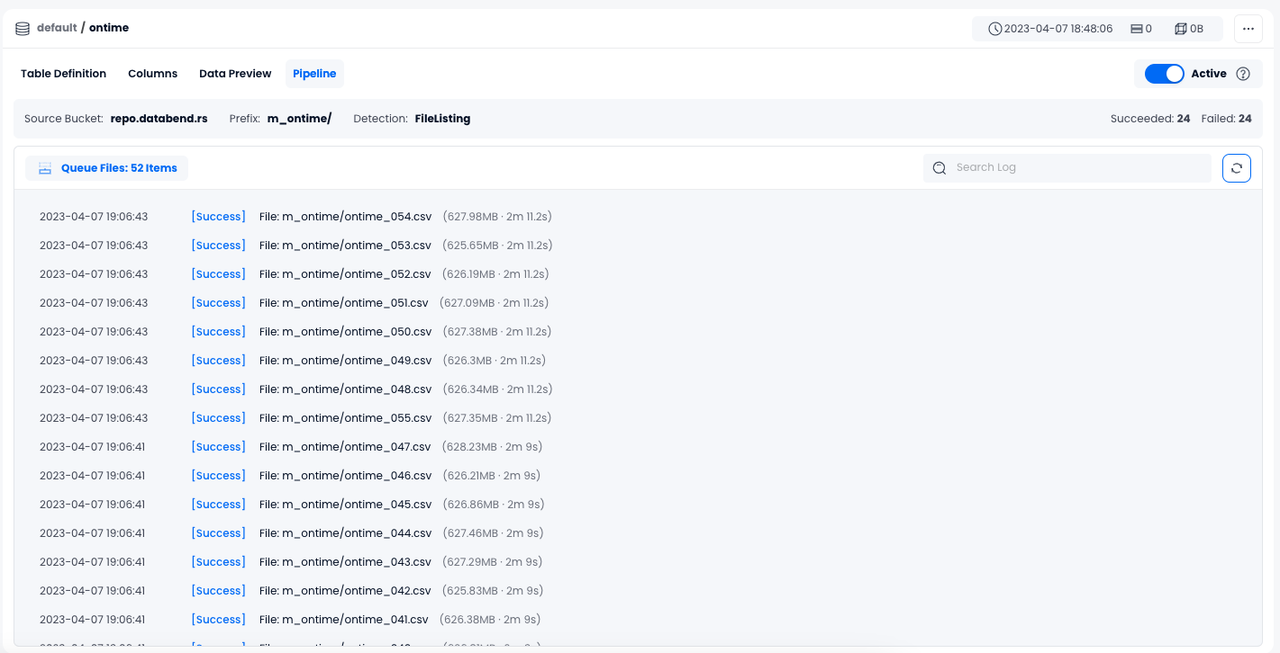 default / ontime
2023-04-07 18:48:06 0 0B ...
Table Definition Columns Data Preview Pipeline Active ?
Source Bucket: repo.databend.rs Prefix: m_ontime/ Detection: FileListing Succeeded: 24 Failed: 24
Queue Files: 52 Items Search Log
2023-04-07 19:06:43 [Success] File: m_ontime/ontime_054.csv (627.98MB · 2m 11.2s)
2023-04-07 19:06:43 [Success] File: m_ontime/ontime_053.csv (625.65MB · 2m 11.2s)
2023-04-07 19:06:43 [Success] File: m_ontime/ontime_052.csv (626.19MB · 2m 11.2s)
2023-04-07 19:06:43 [Success] File: m_ontime/ontime_051.csv (627.09MB · 2m 11.2s)
2023-04-07 19:06:43 [Success] File: m_ontime/ontime_050.csv (627.38MB · 2m 11.2s)
2023-04-07 19:06:43 [Success] File: m_ontime/ontime_049.csv (626.3MB · 2m 11.2s)
2023-04-07 19:06:43 [Success] File: m_ontime/ontime_048.csv (626.34MB · 2m 11.2s)
2023-04-07 19:06:43 [Success] File: m_ontime/ontime_055.csv (627.35MB · 2m 11.2s)
2023-04-07 19:06:41 [Success] File: m_ontime/ontime_047.csv (628.23MB · 2m 9s)
2023-04-07 19:06:41 [Success] File: m_ontime/ontime_046.csv (626.21MB · 2m 9s)
2023-04-07 19:06:41 [Success] File: m_ontime/ontime_045.csv (626.86MB · 2m 9s)
2023-04-07 19:06:41 [Success] File: m_ontime/ontime_044.csv (627.46MB · 2m 9s)
2023-04-07 19:06:41 [Success] File: m_ontime/ontime_043.csv (627.29MB · 2m 9s)
2023-04-07 19:06:41 [Success] File: m_ontime/ontime_042.csv (625.83MB · 2m 9s)
2023-04-07 19:06:41 [Success] File: m_ontime/ontime_041.csv (626.38MB · 2m 9s)